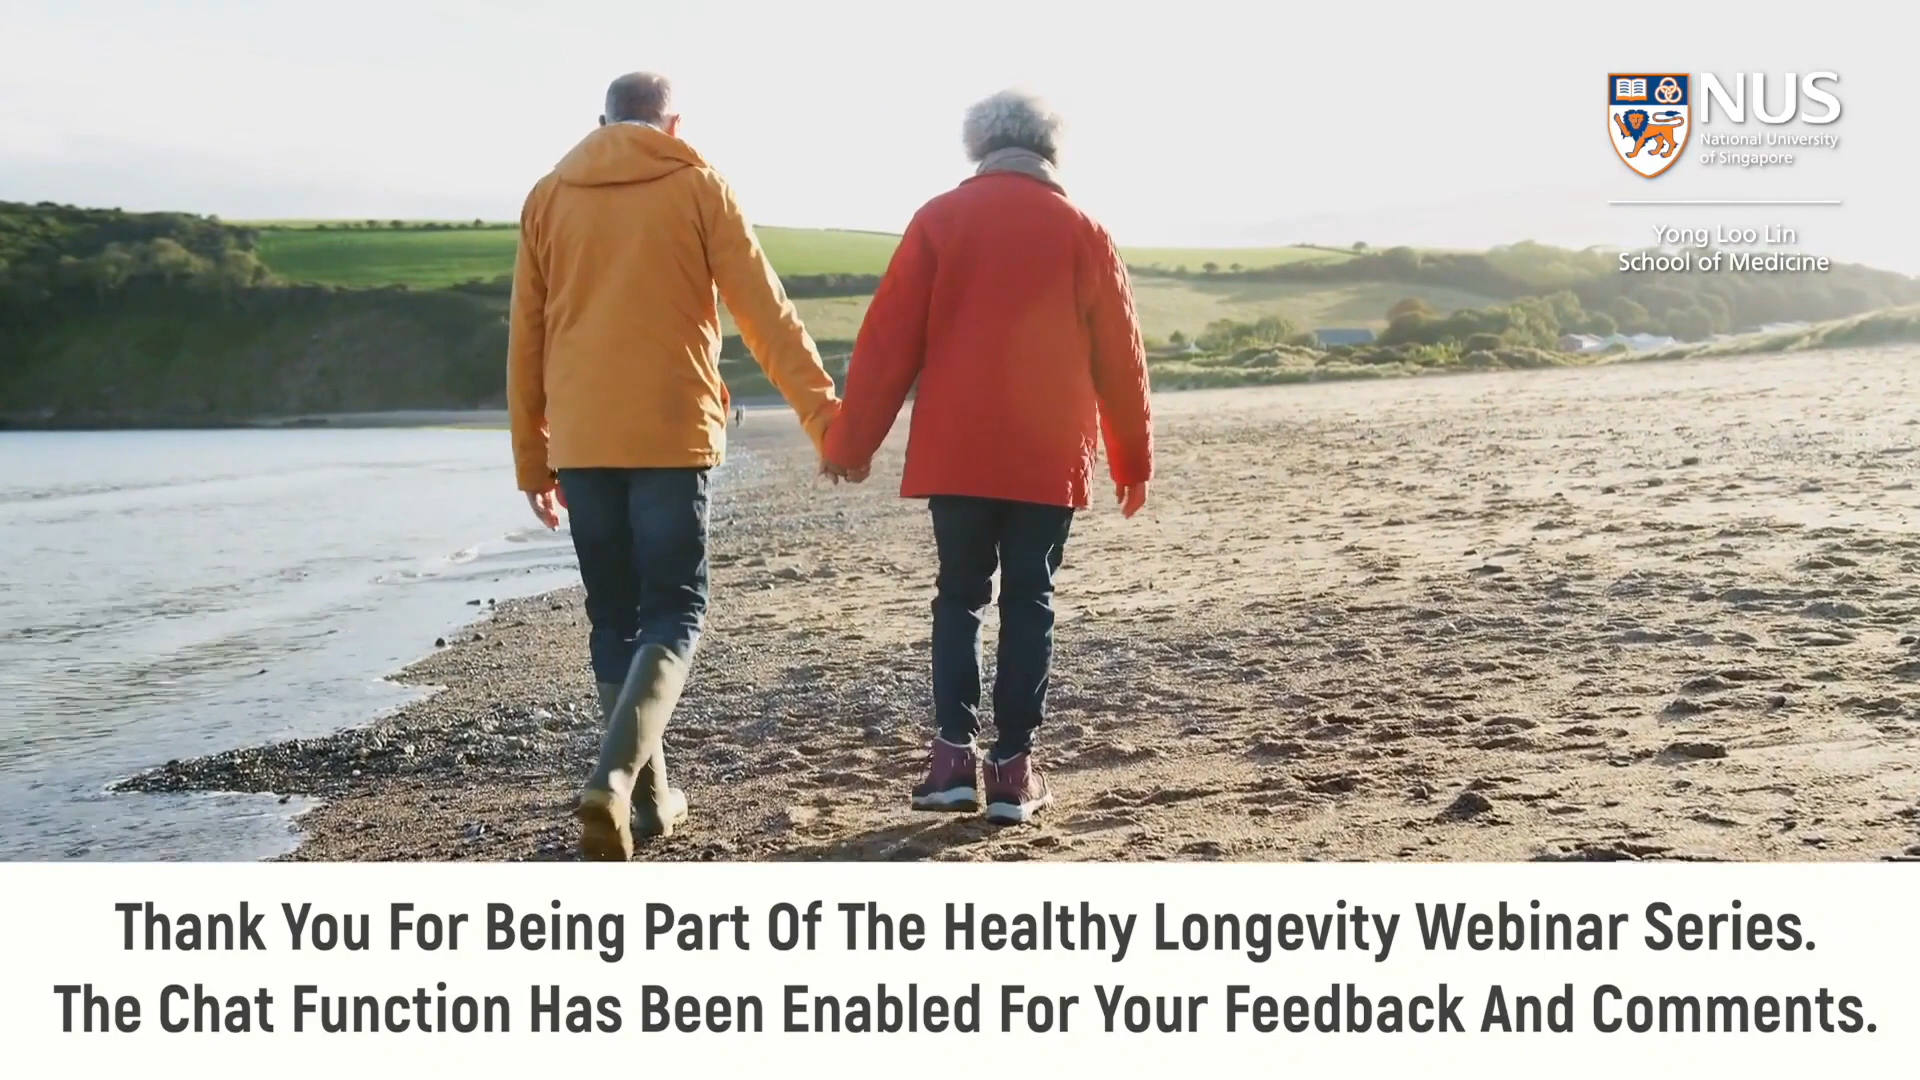 NUS
National University
of Singapore
Yong Loo Lin
School of Medicine
Thank You For Being Part Of The Healthy Longevity Webinar Series.
The Chat Function Has Been Enabled For Your Feedback And Comments.